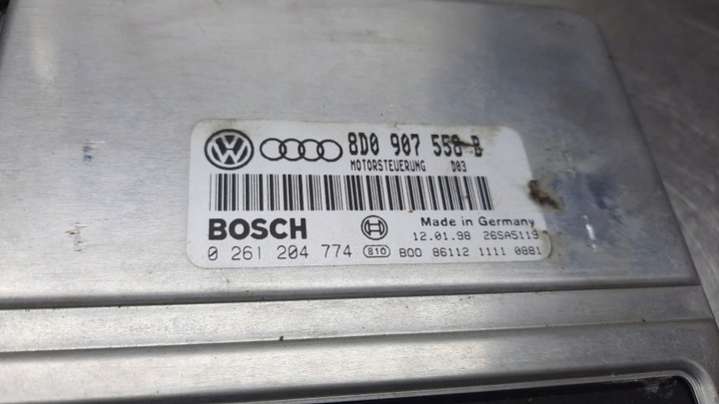 8D0 907 558 B
MOTORSTEUERUNG D03
BOSCH Made in Germany
12.01.98 26SA5119
0 261 204 774 810 B00 86112 1111 0881